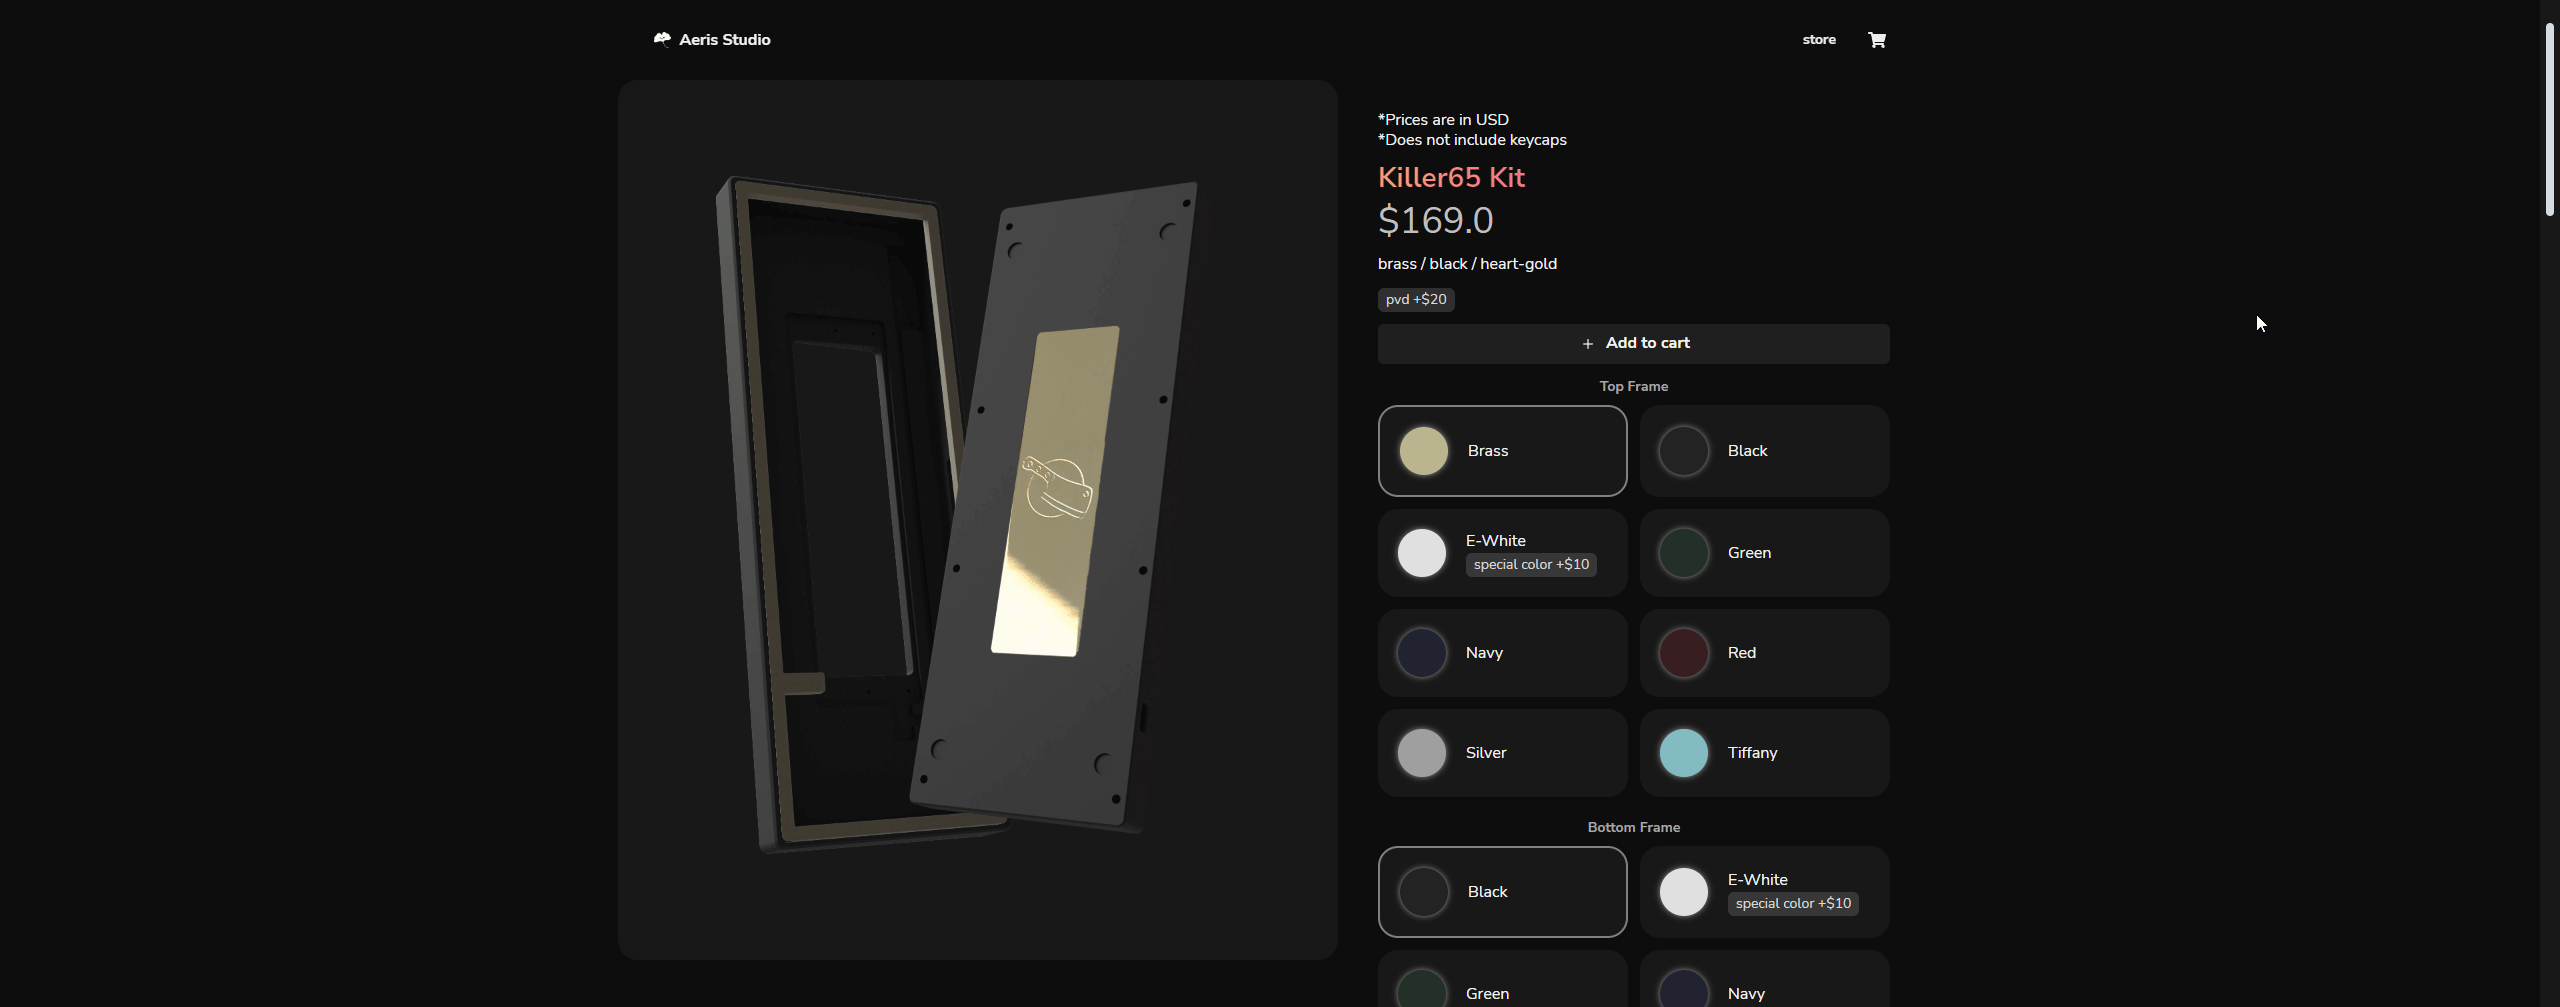 Aeris Studio
store
*Prices are in USD
*Does not include keycaps
Killer65 Kit
$169.0
brass / black / heart-gold
pvd +$20
+ Add to cart
Top Frame
Brass
Black
E-White
special color +$10
Green
Navy
Red
Silver
Tiffany
Bottom Frame
Black
E-White
special color +$10
Green
Navy